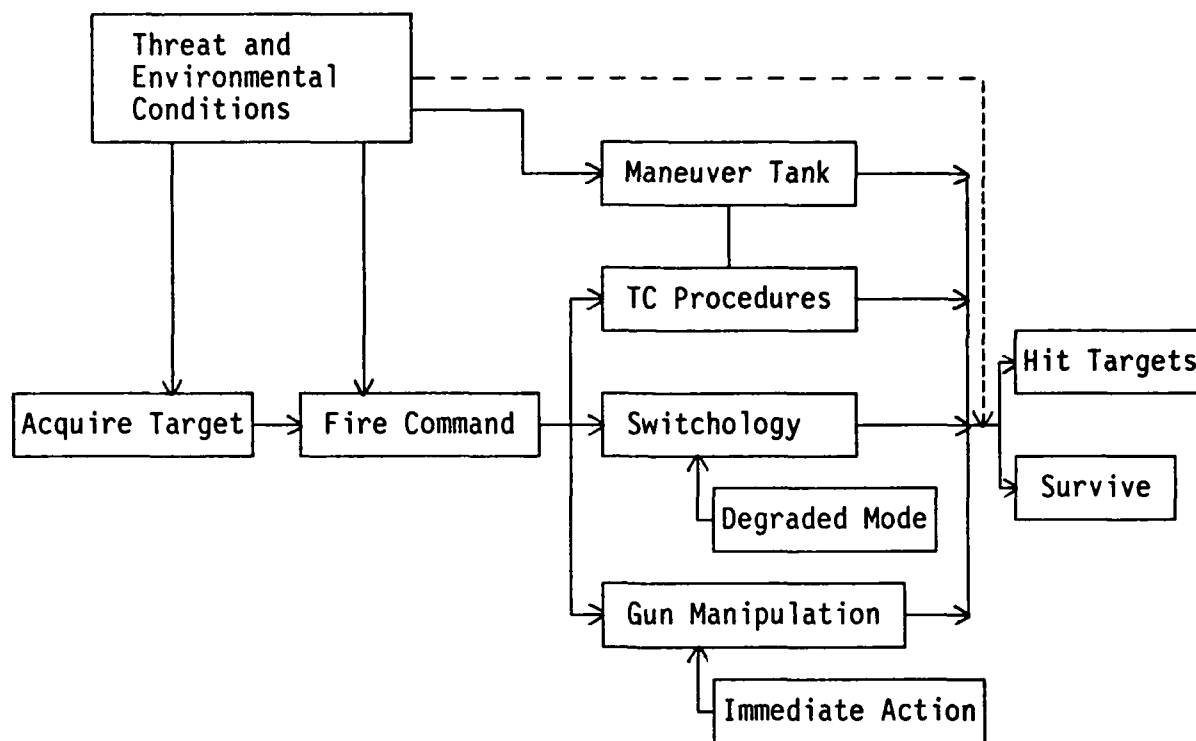 Threat and
Environmental
Conditions
Maneuver Tank
TC Procedures
Hit Targets
Acquire Target
Fire Command
Switchology
Survive
Degraded Mode
Gun Manipulation
Immediate Action